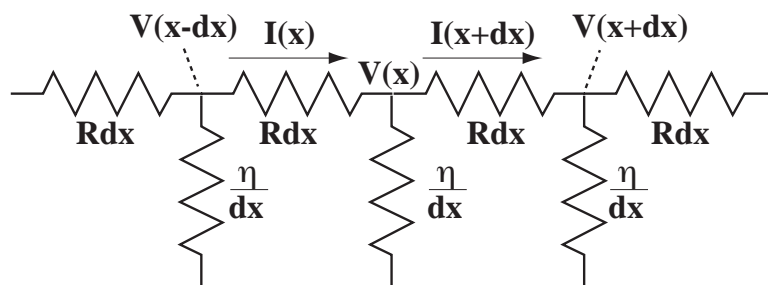 V(x-dx) I(x) I(x+dx) V(x+dx)
V(x)
Rdx Rdx Rdx Rdx
η η η
dx dx dx